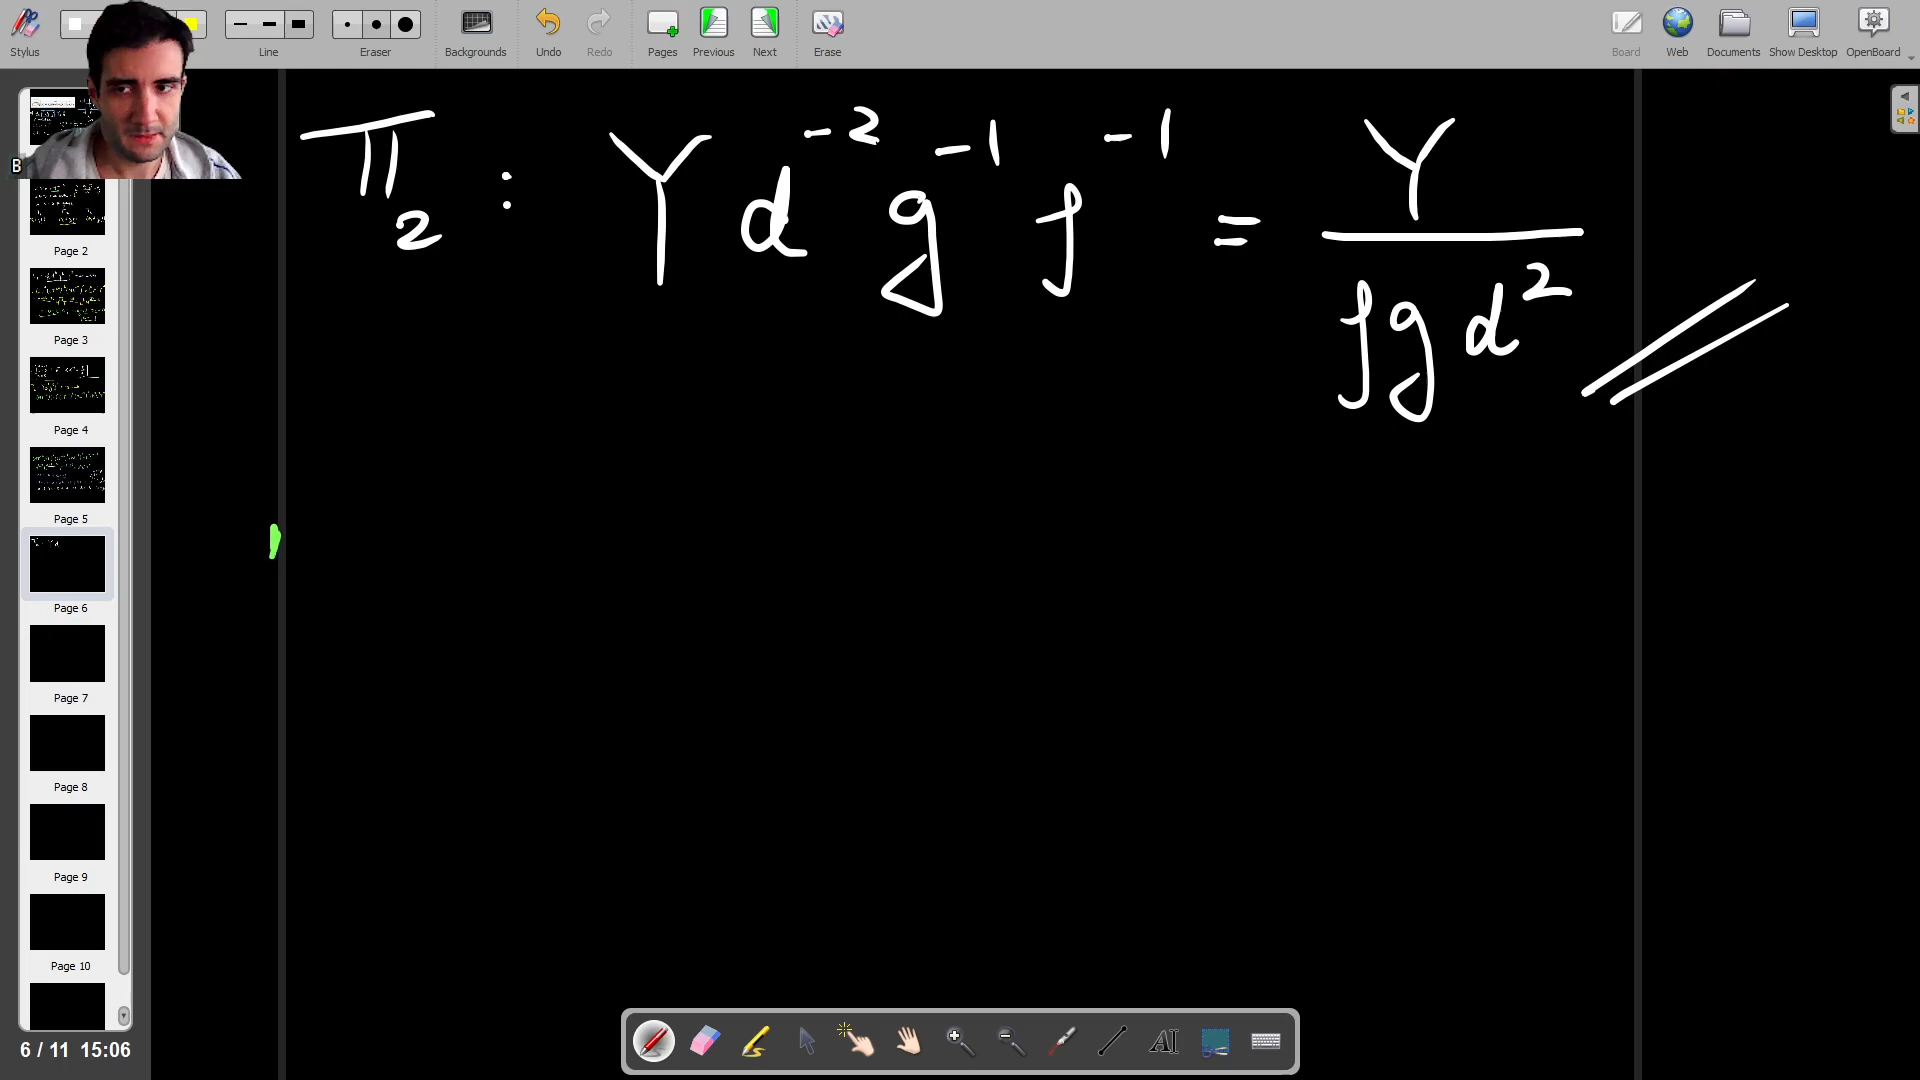 Stylus
Line
Eraser
Backgrounds
Undo
Redo
Pages
Previous
Next
Erase
Board
Web
Documents
Show Desktop
OpenBoard
B
π₂ : Y d⁻² g⁻¹ ρ⁻¹ = Y / ρ g d²
Page 2
Page 3
Page 4
Page 5
Page 6
Page 7
Page 8
Page 9
Page 10
6 / 11 15:06
AI